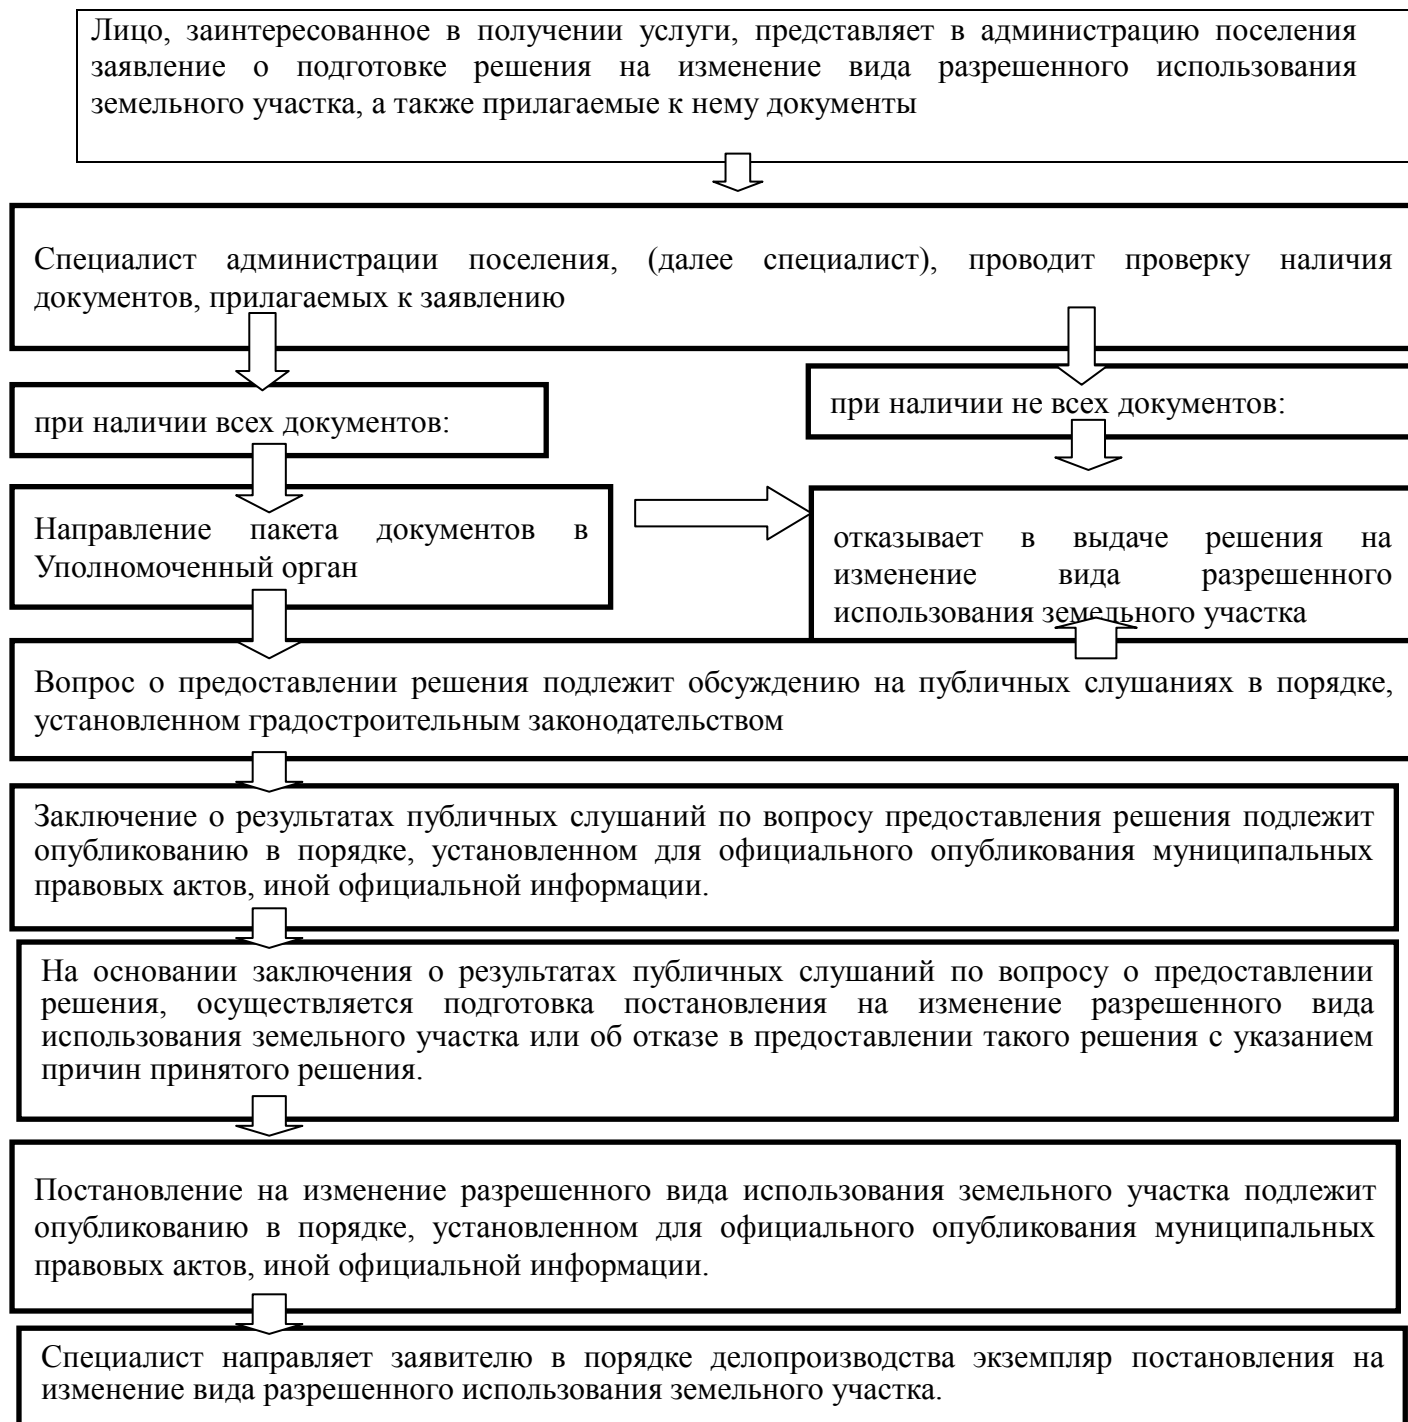 Лицо, заинтересованное в получении услуги, представляет в администрацию поселения
заявление о подготовке решения на изменение вида разрешенного использования
земельного участка, а также прилагаемые к нему документы
Специалист администрации поселения, (далее специалист), проводит проверку наличия
документов, прилагаемых к заявлению
при наличии всех документов:
при наличии не всех документов:
Направление пакета документов в
Уполномоченный орган
отказывает в выдаче решения на
изменение вида разрешенного
использования земельного участка
Вопрос о предоставлении решения подлежит обсуждению на публичных слушаниях в порядке,
установленном градостроительным законодательством
Заключение о результатах публичных слушаний по вопросу предоставления решения подлежит
опубликованию в порядке, установленном для официального опубликования муниципальных
правовых актов, иной официальной информации.
На основании заключения о результатах публичных слушаний по вопросу о предоставлении
решения, осуществляется подготовка постановления на изменение разрешенного вида
использования земельного участка или об отказе в предоставлении такого решения с указанием
причин принятого решения.
Постановление на изменение разрешенного вида использования земельного участка подлежит
опубликованию в порядке, установленном для официального опубликования муниципальных
правовых актов, иной официальной информации.
Специалист направляет заявителю в порядке делопроизводства экземпляр постановления на
изменение вида разрешенного использования земельного участка.